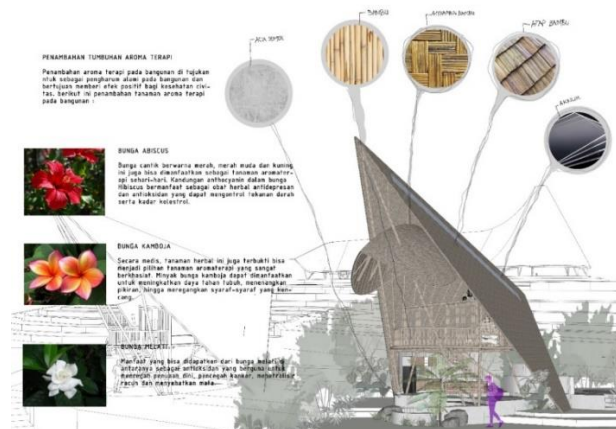 BAMBU
ATAP BAMBU
PENAMBAHAN TUMBUHAN AROMA TERAPI
Penambahan aroma terapi pada bangunan di tujukan
ntuk sebagai pengharum alami pada bangunan dan
bertujuan memberi efek positif bagi kesehatan civi-
tas, berikut ini penambahan tanaman aroma terapi
pada bangunan :
BUNGA ABISCUS
Bunga cantik berwarna merah, merah muda dan kuning
ini juga bisa dimanfaatkan sebagai tanaman aromater-
api sehari-hari. Kandungan anthocyanin dalam bunga
Hibiscus bermanfaat sebagai obat herbal antidepresan
dan antioksidan yang dapat mengontrol tekanan darah
serta kadar kolestrol.
BUNGA KAMBOJA
Secara medis, tanaman herbal ini juga terbukti bisa
menjadi pilihan tanaman aromaterapi yang sangat
berkhasiat. Minyak bunga kamboja dapat dimanfaatkan
untuk meningkatkan daya tahan tubuh, menenangkan
pikiran, hingga meregangkan syaraf-syaraf yang ken-
cang.
BUNGA MELATI
Manfaat yang bisa didapatkan dari bunga melati di
antaranya sebagai antioksidan yang berguna untuk
mencegah penuaan dini, pencegah kanker, menetralisir
racun dan menyehatkan mata.